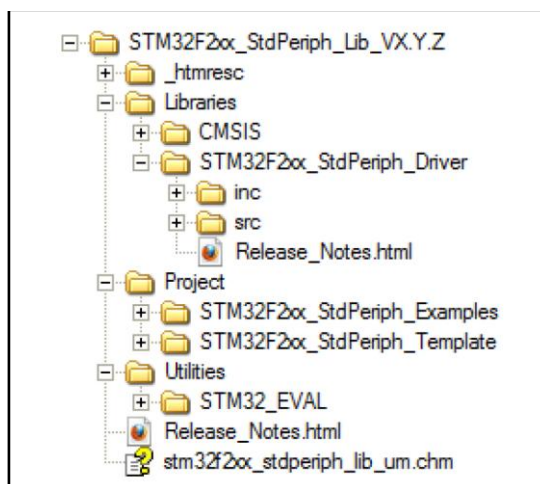 STM32F2xx_StdPeriph_Lib_VX.Y.Z
_htmresc
Libraries
CMSIS
STM32F2xx_StdPeriph_Driver
inc
src
Release_Notes.html
Project
STM32F2xx_StdPeriph_Examples
STM32F2xx_StdPeriph_Template
Utilities
STM32_EVAL
Release_Notes.html
stm32f2xx_stdperiph_lib_um.chm